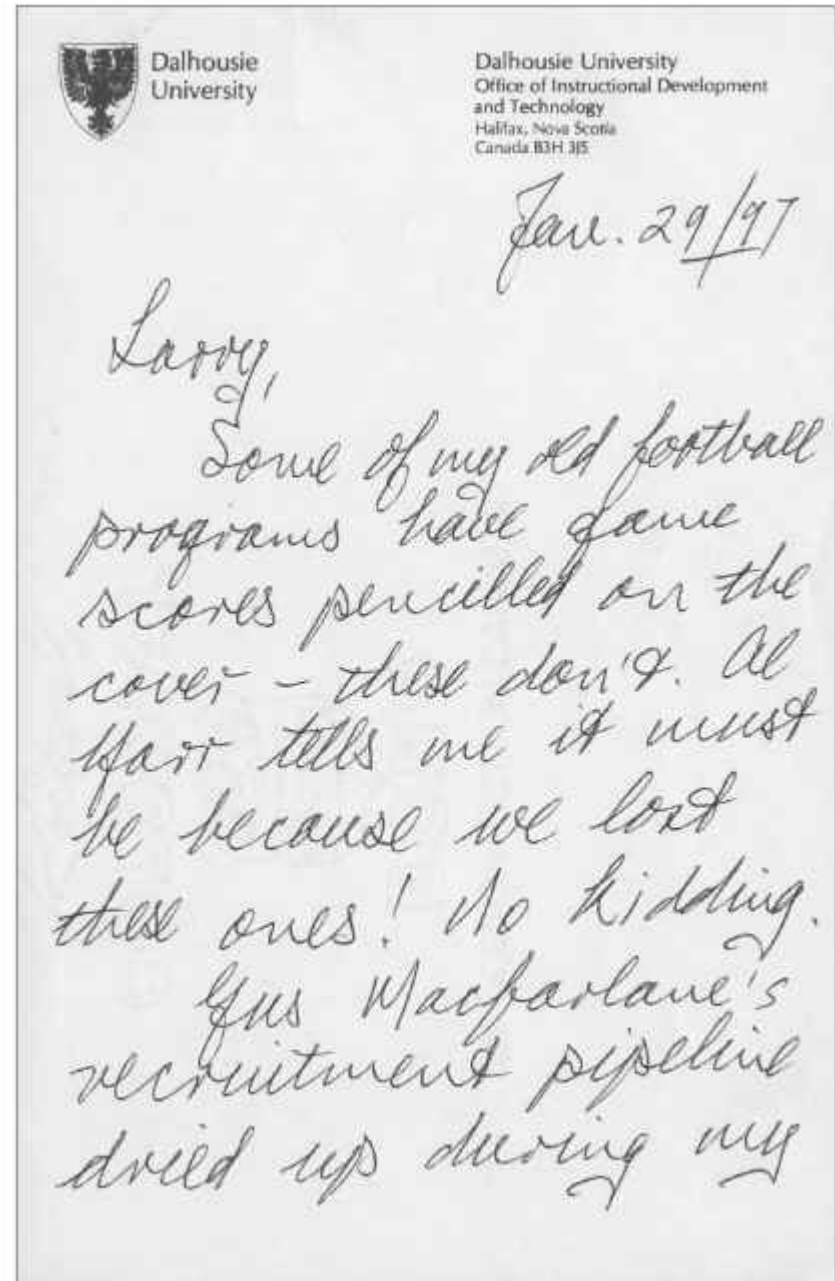 Dalhousie
University
Dalhousie University
Office of Instructional Development
and Technology
Halifax, Nova Scotia
Canada B3H 3J5
Jan. 29/97
Larry,
Some of my old football
programs have game
scores pencilled on the
cover – these don't. Al
Harr tells me it must
be because we lost
these ones! No kidding.
Gus Macfarlane's
recruitment pipeline
dried up during my